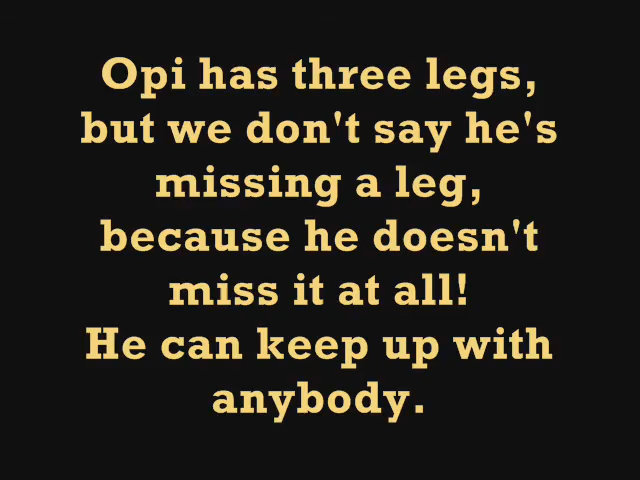 Opi has three legs,
but we don't say he's
missing a leg,
because he doesn't
miss it at all!
He can keep up with
anybody.